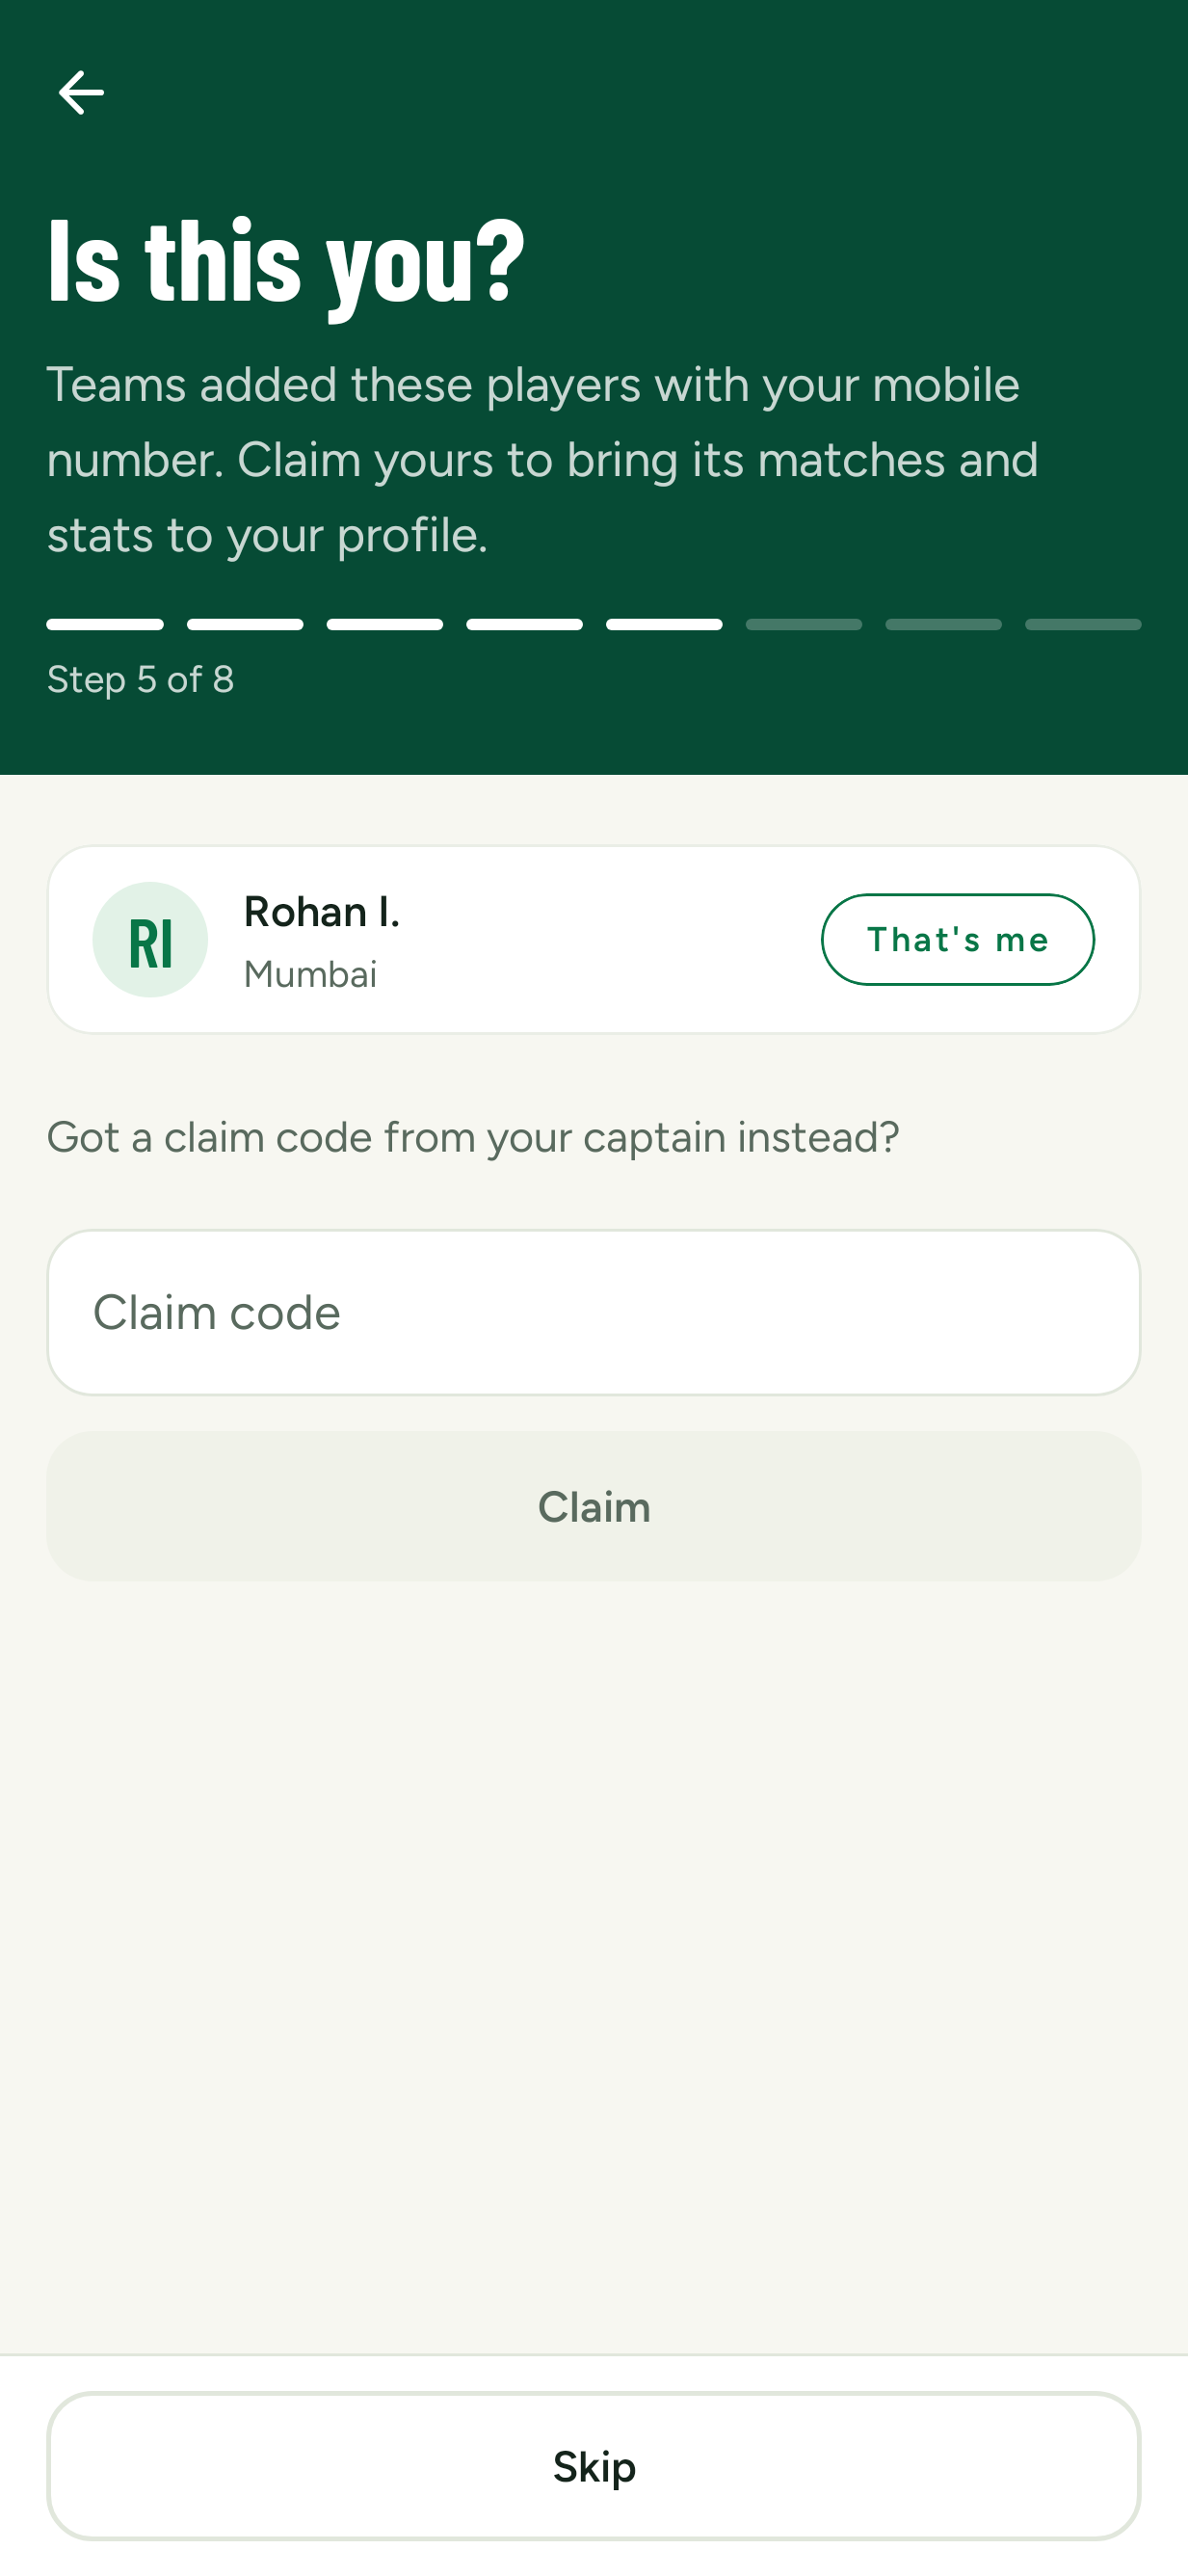 Is this you?
Teams added these players with your mobile
number. Claim yours to bring its matches and
stats to your profile.
Step 5 of 8
RI
Rohan I.
Mumbai
That's me
Got a claim code from your captain instead?
Claim code
Claim
Skip